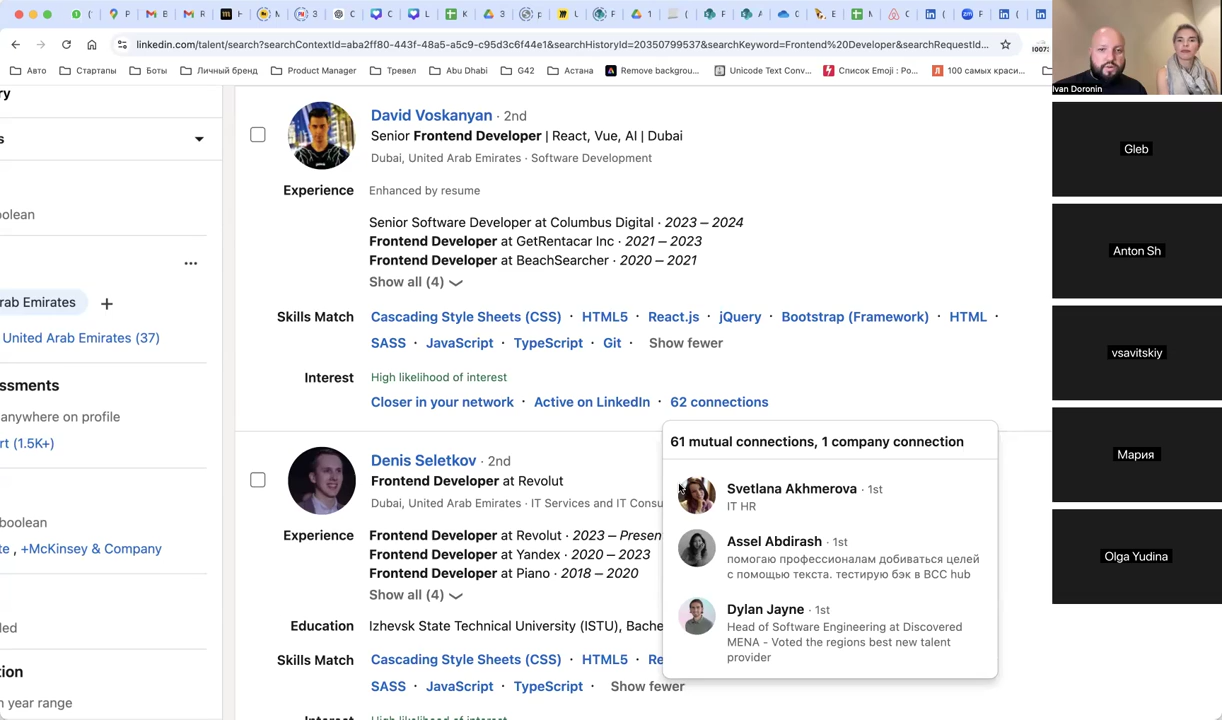 linkedin.com/talent/search?searchContextId=aba2ff80-443f-48a5-a5c9-c95d3c6f44e1&searchHistoryId=20350799537&searchKeyword=Frontend%20Developer&searchRequestId...
Авто
Стартапы
Боты
Личный бренд
Product Manager
Тревел
Abu Dhabi
G42
Астана
Remove backgrou...
Unicode Text Conv...
Список Emoji : Po...
100 самых краси...
Ivan Doronin
Gleb
Anton Sh
vsavitskiy
Мария
Olga Yudina
ry
s
oolean
...
rab Emirates +
United Arab Emirates (37)
ssments
anywhere on profile
rt (1.5K+)
boolean
te , +McKinsey & Company
ded
tion
n year range
David Voskanyan · 2nd
Senior Frontend Developer | React, Vue, AI | Dubai
Dubai, United Arab Emirates · Software Development
Experience Enhanced by resume
Senior Software Developer at Columbus Digital · 2023 – 2024
Frontend Developer at GetRentacar Inc · 2021 – 2023
Frontend Developer at BeachSearcher · 2020 – 2021
Show all (4)
Skills Match Cascading Style Sheets (CSS) · HTML5 · React.js · jQuery · Bootstrap (Framework) · HTML ·
SASS · JavaScript · TypeScript · Git · Show fewer
Interest High likelihood of interest
Closer in your network · Active on LinkedIn · 62 connections
61 mutual connections, 1 company connection
Svetlana Akhmerova · 1st
IT HR
Assel Abdirash · 1st
помогаю профессионалам добиваться целей
с помощью текста. тестирую бэк в BCC hub
Dylan Jayne · 1st
Head of Software Engineering at Discovered
MENA - Voted the regions best new talent
provider
Denis Seletkov · 2nd
Frontend Developer at Revolut
Dubai, United Arab Emirates · IT Services and IT Consu
Experience Frontend Developer at Revolut · 2023 – Presen
Frontend Developer at Yandex · 2020 – 2023
Frontend Developer at Piano · 2018 – 2020
Show all (4)
Education Izhevsk State Technical University (ISTU), Bache
Skills Match Cascading Style Sheets (CSS) · HTML5 · Re
SASS · JavaScript · TypeScript · Show fewer